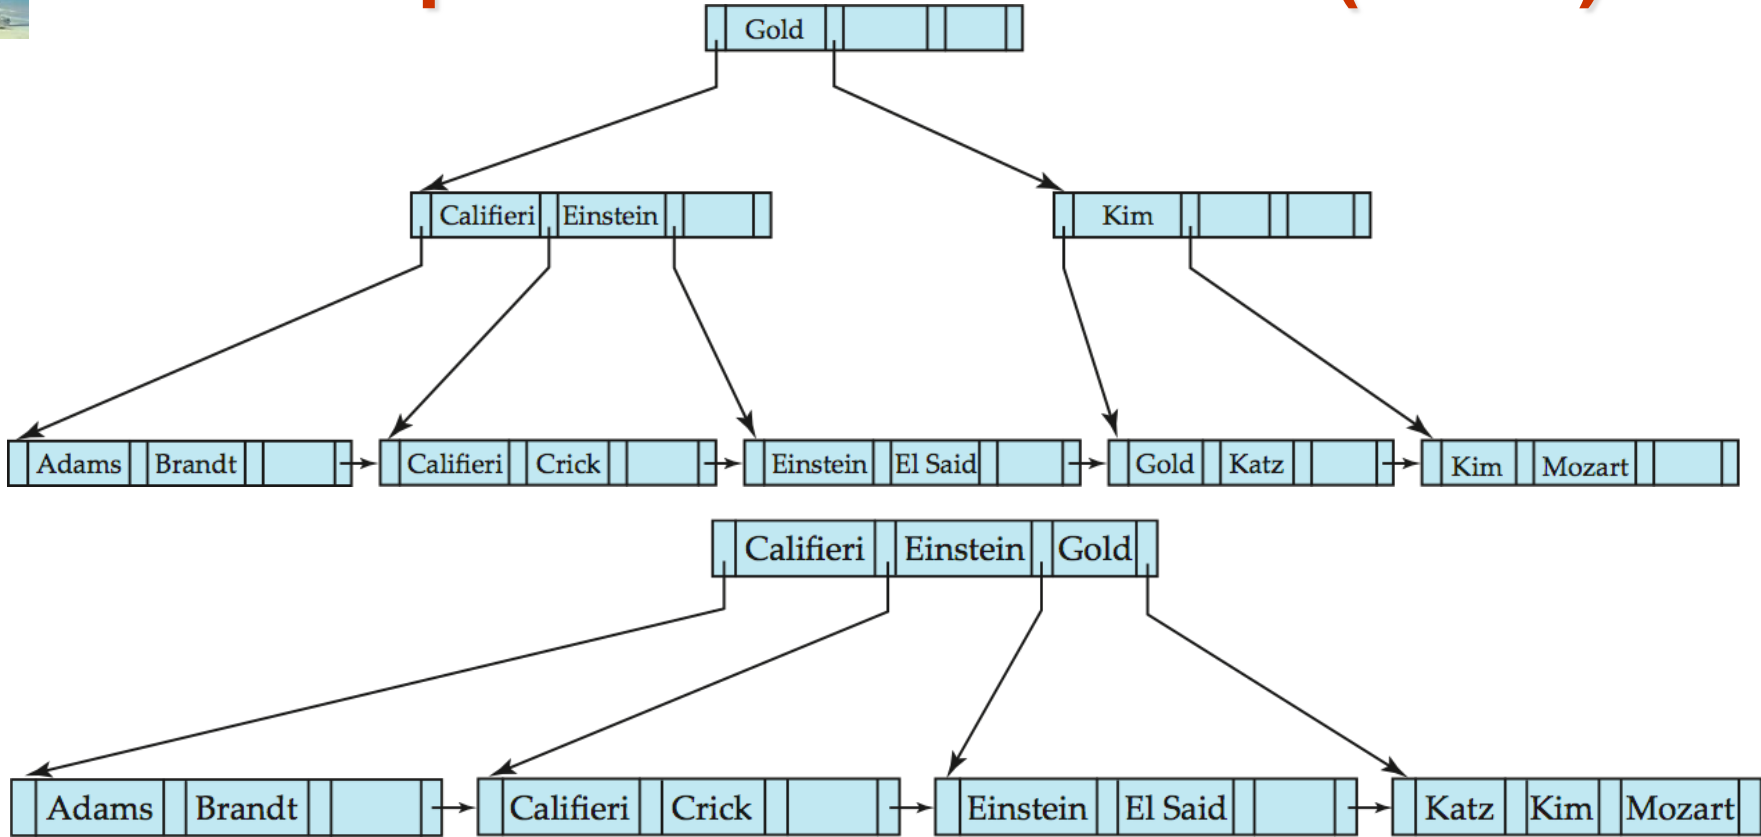 Gold
Califieri Einstein
Kim
Adams Brandt
Califieri Crick
Einstein El Said
Gold Katz
Kim Mozart
Califieri Einstein Gold
Adams Brandt
Califieri Crick
Einstein El Said
Katz Kim Mozart